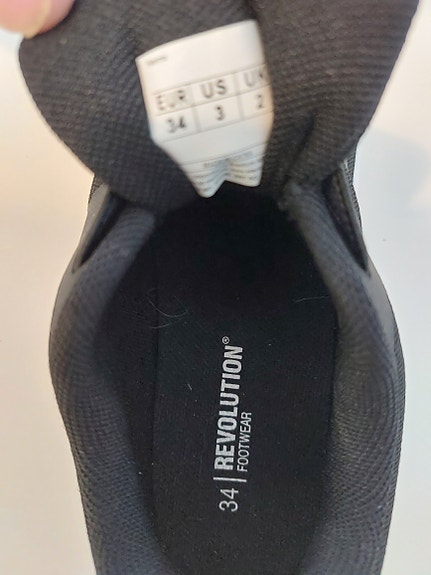 EUR US UK
34 3 2
34 | REVOLUTION®
FOOTWEAR